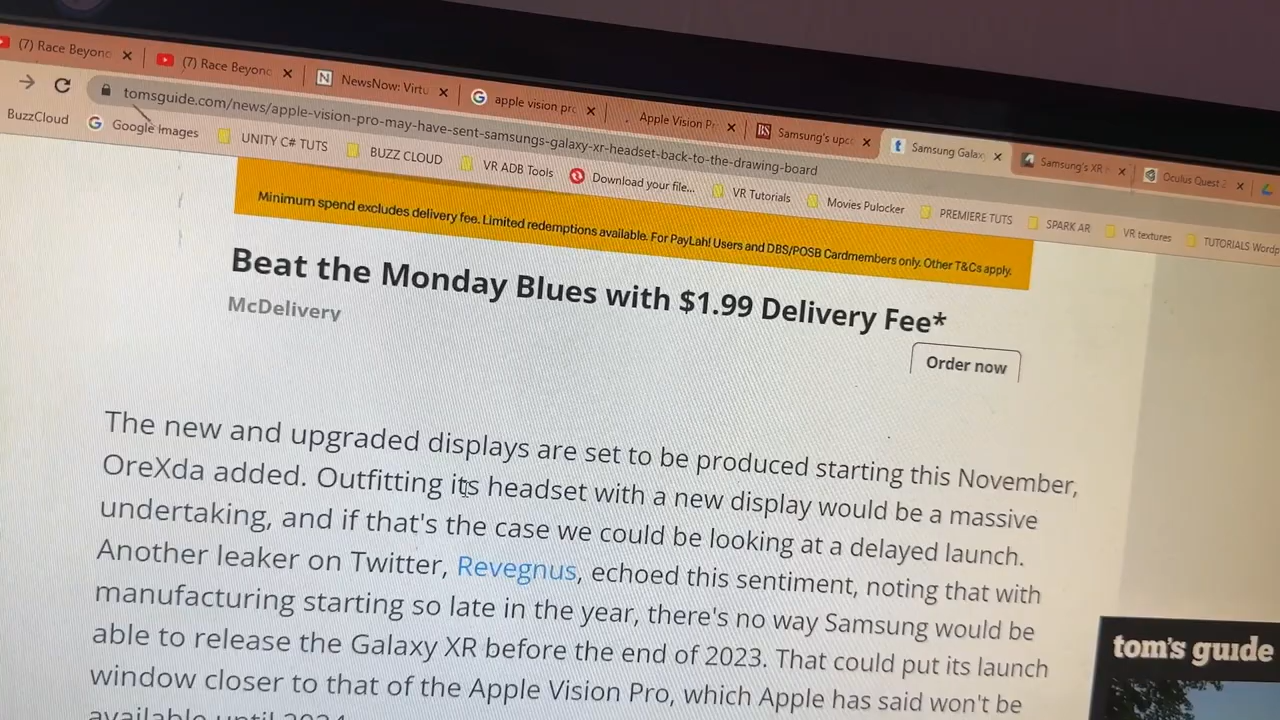 (7) Race Beyond
(7) Race Beyond
NewsNow: Virtu
apple vision pro
Apple Vision P
Samsung's upc
Samsung Galax
Samsung's XR
Oculus Quest 2
tomsguide.com/news/apple-vision-pro-may-have-sent-samsungs-galaxy-xr-headset-back-to-the-drawing-board
BuzzCloud
Google Images
UNITY C# TUTS
BUZZ CLOUD
VR ADB Tools
Download your file...
VR Tutorials
Movies Pulocker
PREMIERE TUTS
SPARK AR
VR textures
TUTORIALS Wordp
Minimum spend excludes delivery fee. Limited redemptions available. For PayLah! Users and DBS/POSB Cardmembers only. Other T&Cs apply.
Beat the Monday Blues with $1.99 Delivery Fee*
McDelivery
Order now
The new and upgraded displays are set to be produced starting this November,
OreXda added. Outfitting its headset with a new display would be a massive
undertaking, and if that's the case we could be looking at a delayed launch.
Another leaker on Twitter, Revegnus, echoed this sentiment, noting that with
manufacturing starting so late in the year, there's no way Samsung would be
able to release the Galaxy XR before the end of 2023. That could put its launch
window closer to that of the Apple Vision Pro, which Apple has said won't be
available until 2024
tom's guide